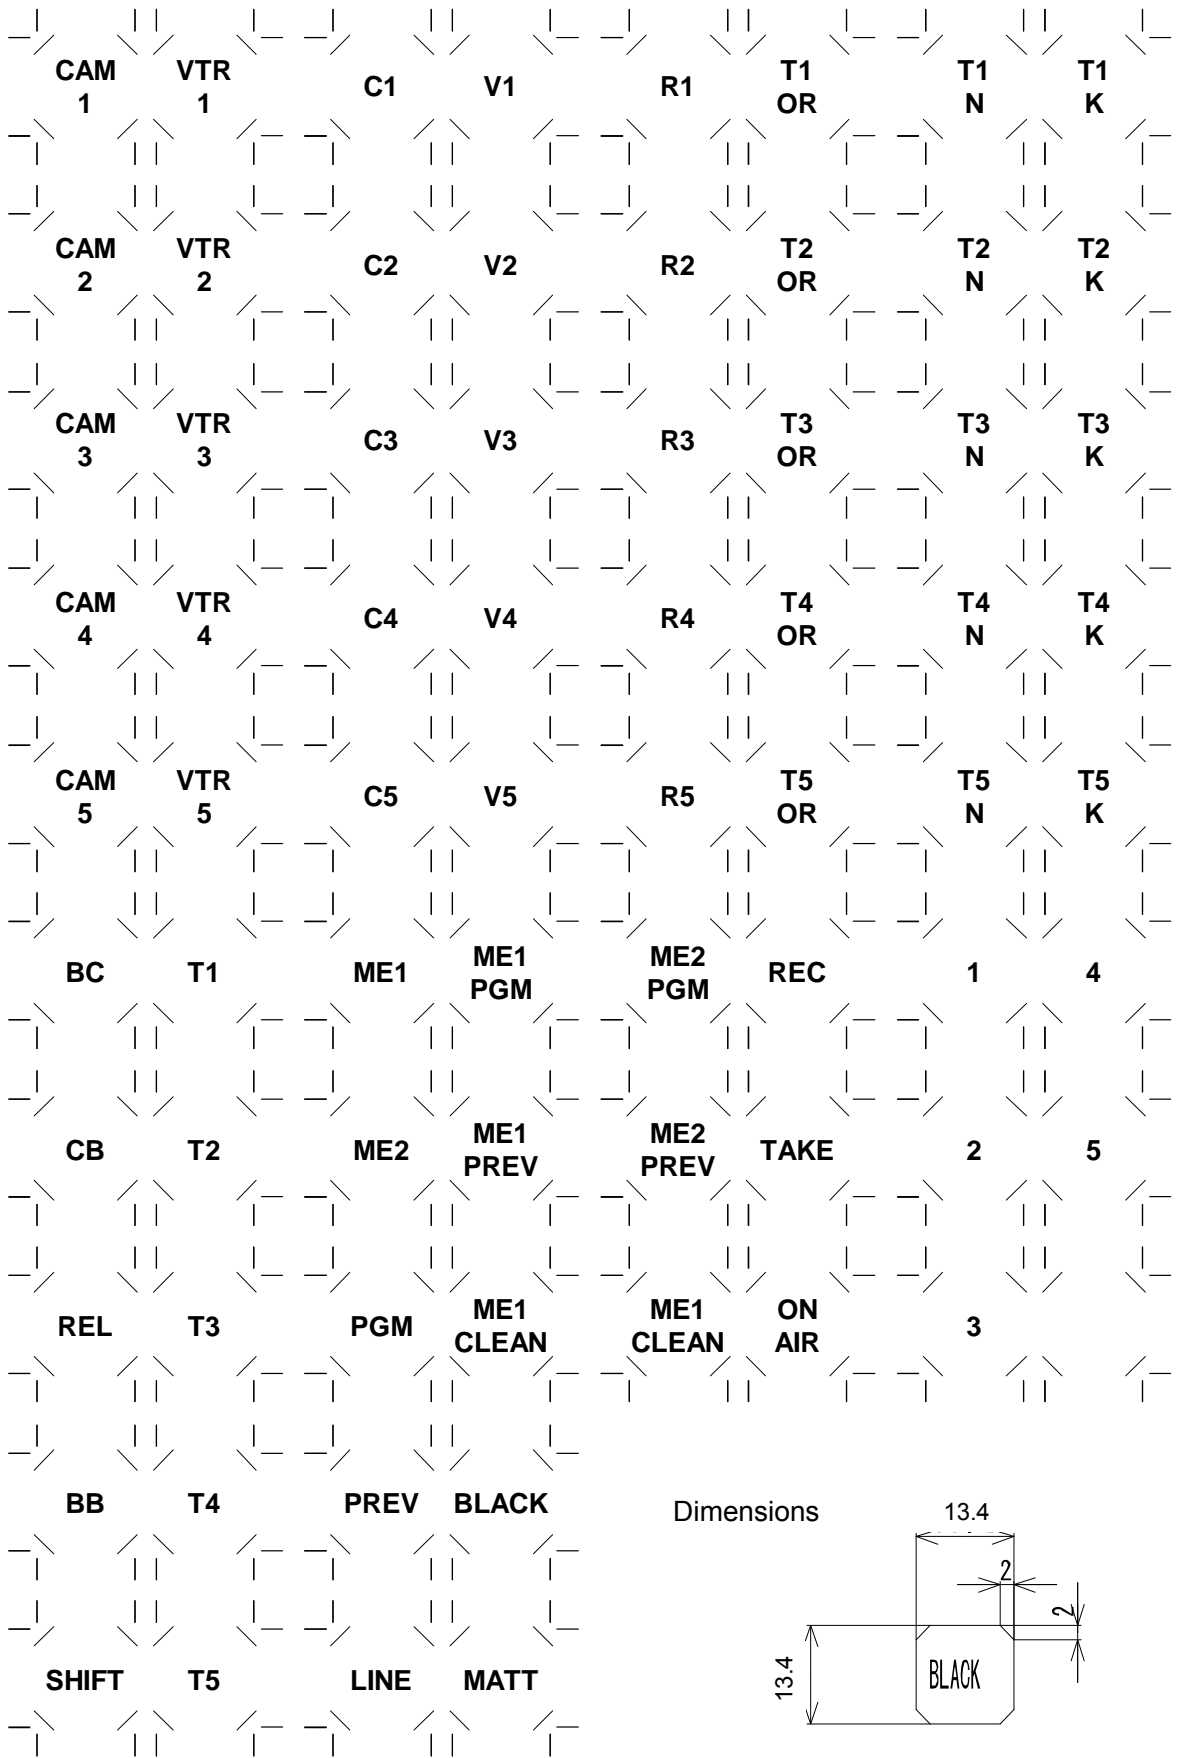 CAM
1
VTR
1
C1
V1
R1
T1
OR
T1
N
T1
K
CAM
2
VTR
2
C2
V2
R2
T2
OR
T2
N
T2
K
CAM
3
VTR
3
C3
V3
R3
T3
OR
T3
N
T3
K
CAM
4
VTR
4
C4
V4
R4
T4
OR
T4
N
T4
K
CAM
5
VTR
5
C5
V5
R5
T5
OR
T5
N
T5
K
BC
T1
ME1
ME1
PGM
ME2
PGM
REC
1
4
CB
T2
ME2
ME1
PREV
ME2
PREV
TAKE
2
5
REL
T3
PGM
ME1
CLEAN
ME1
CLEAN
ON
AIR
3
BB
T4
PREV
BLACK
SHIFT
T5
LINE
MATT
Dimensions
13.4
2
2
13.4
BLACK